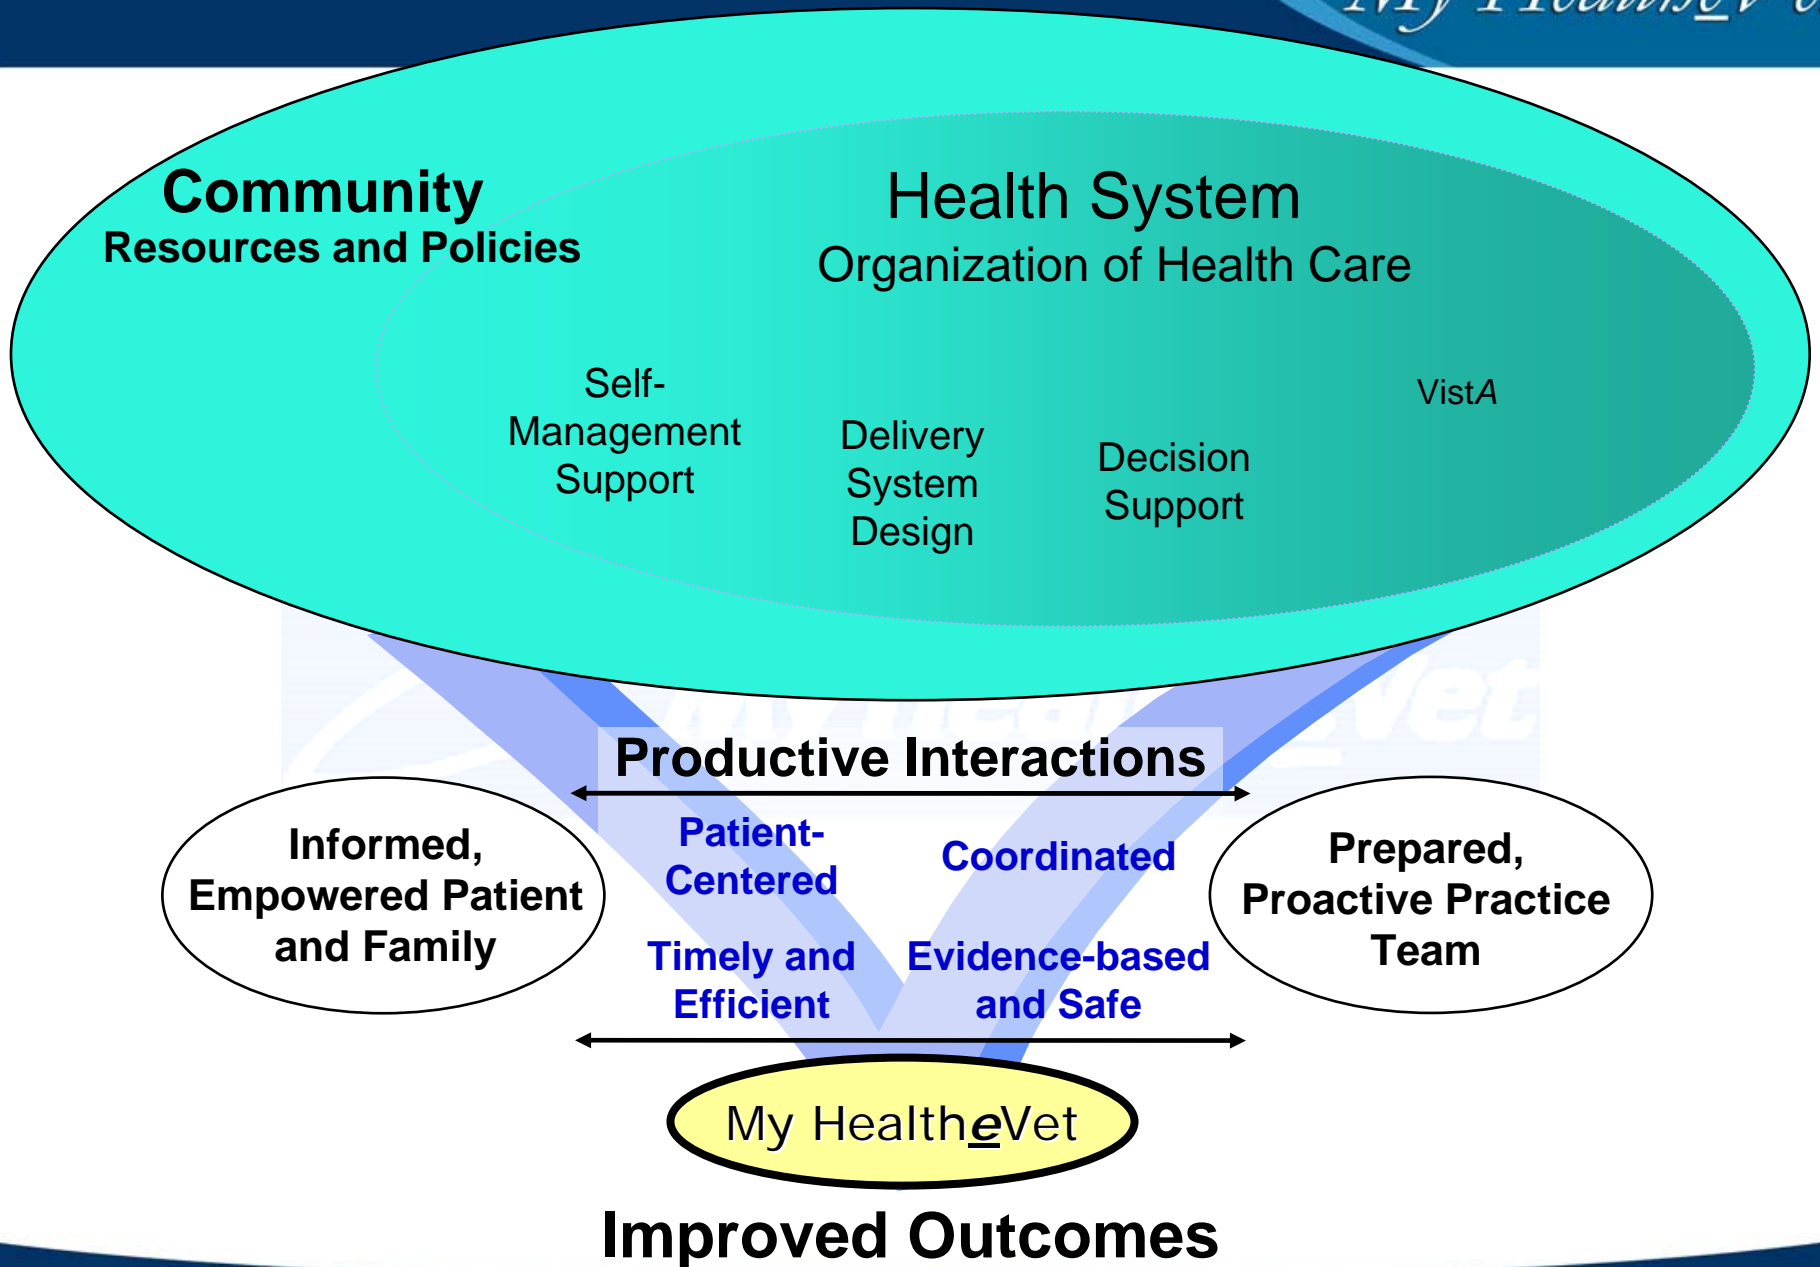 My Health
Community
Resources and Policies
Health System
Organization of Health Care
Self-
Management
Support
Delivery
System
Design
Decision
Support
VistA
Productive Interactions
Informed,
Empowered Patient
and Family
Patient-
Centered
Coordinated
Timely and
Efficient
Evidence-based
and Safe
Prepared,
Proactive Practice
Team
My HealtheVet
Improved Outcomes